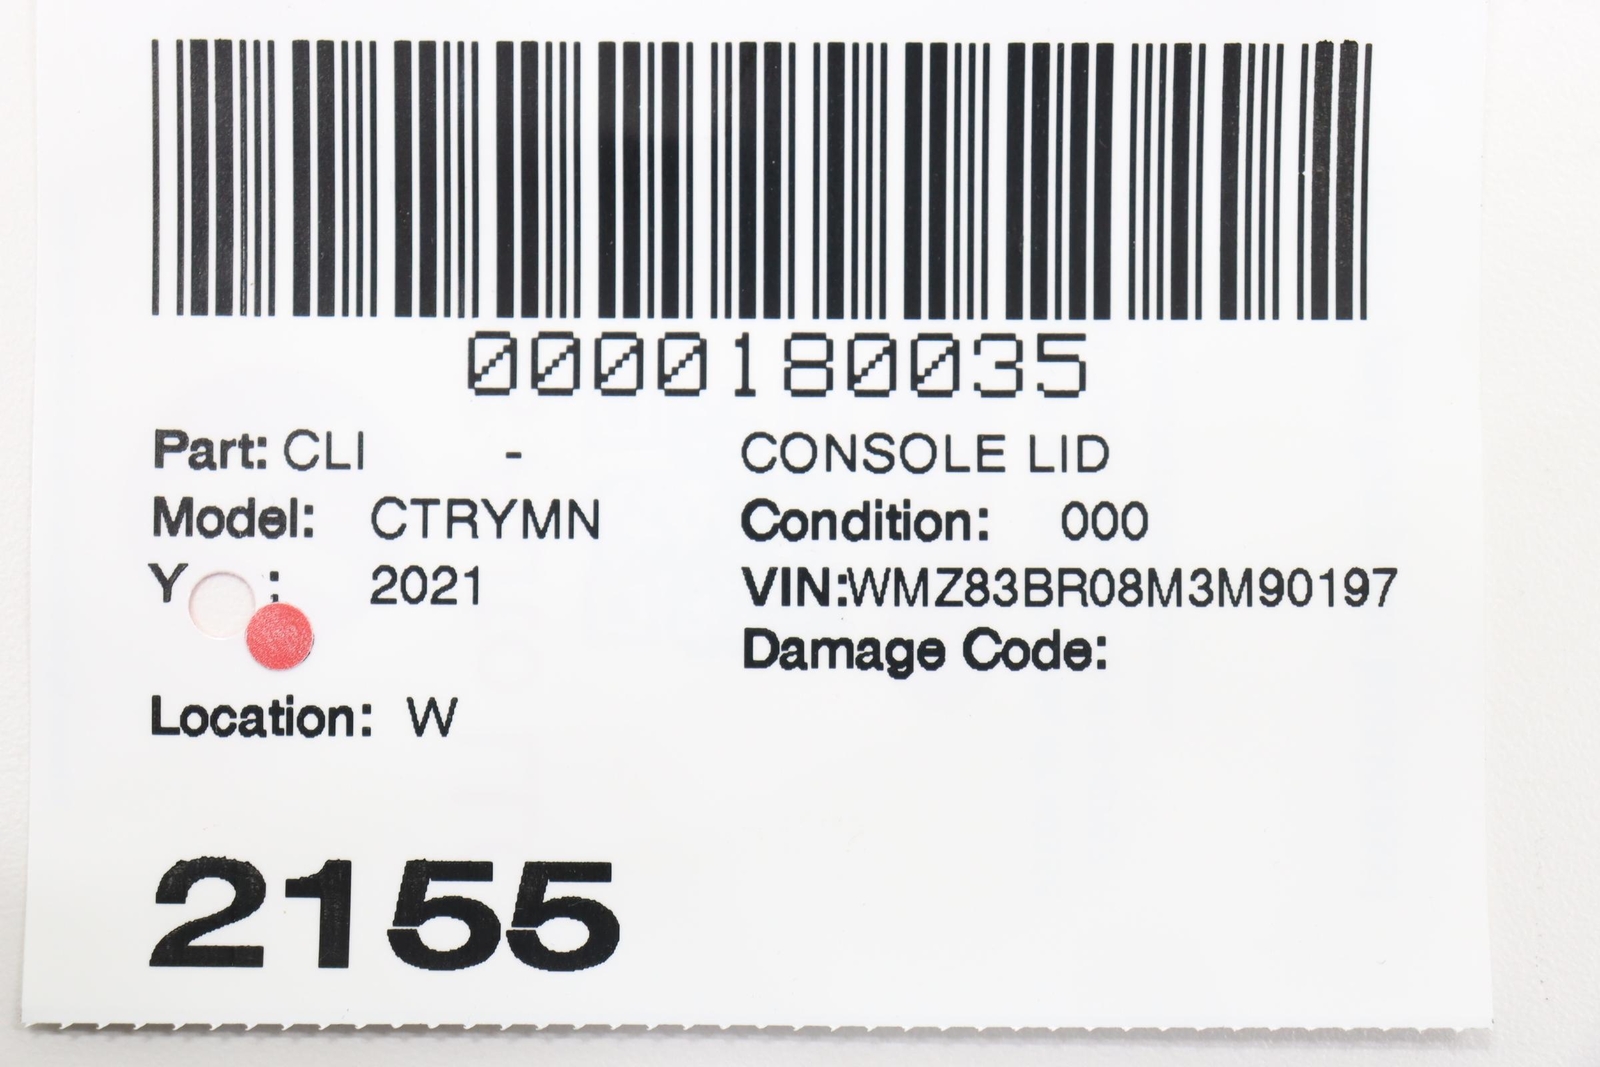 0000180035
Part: CLI - CONSOLE LID
Model: CTRYMN Condition: 000
Y : 2021 VIN:WMZ83BR08M3M90197
Damage Code:
Location: W
2155